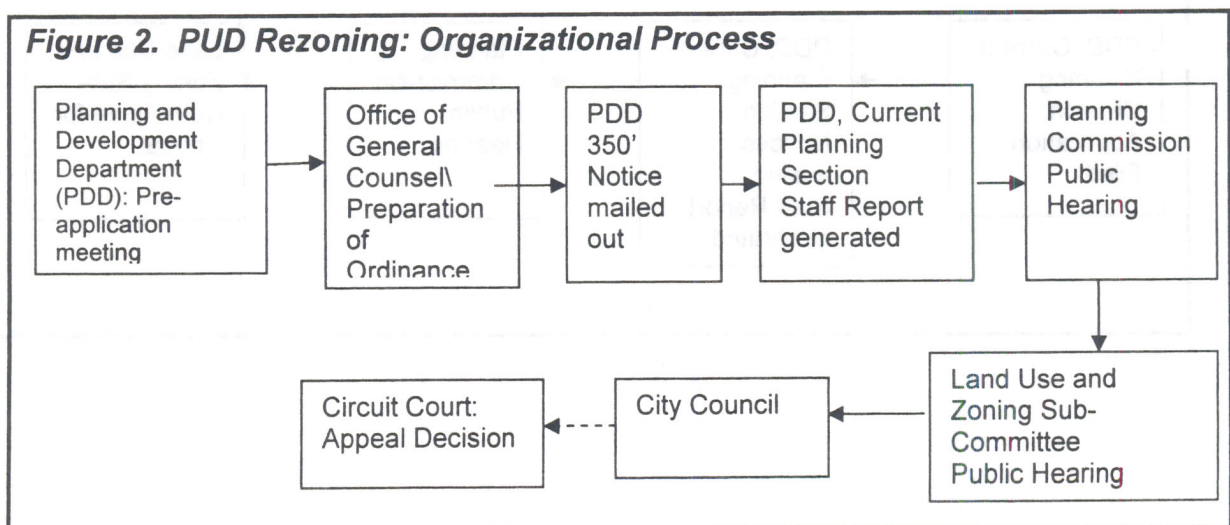 Figure 2. PUD Rezoning: Organizational Process
Planning and
Development
Department
(PDD): Pre-
application
meeting
Office of
General
Counsel\
Preparation
of
Ordinance
PDD
350'
Notice
mailed
out
PDD, Current
Planning
Section
Staff Report
generated
Planning
Commission
Public
Hearing
Land Use and
Zoning Sub-
Committee
Public Hearing
City Council
Circuit Court:
Appeal Decision